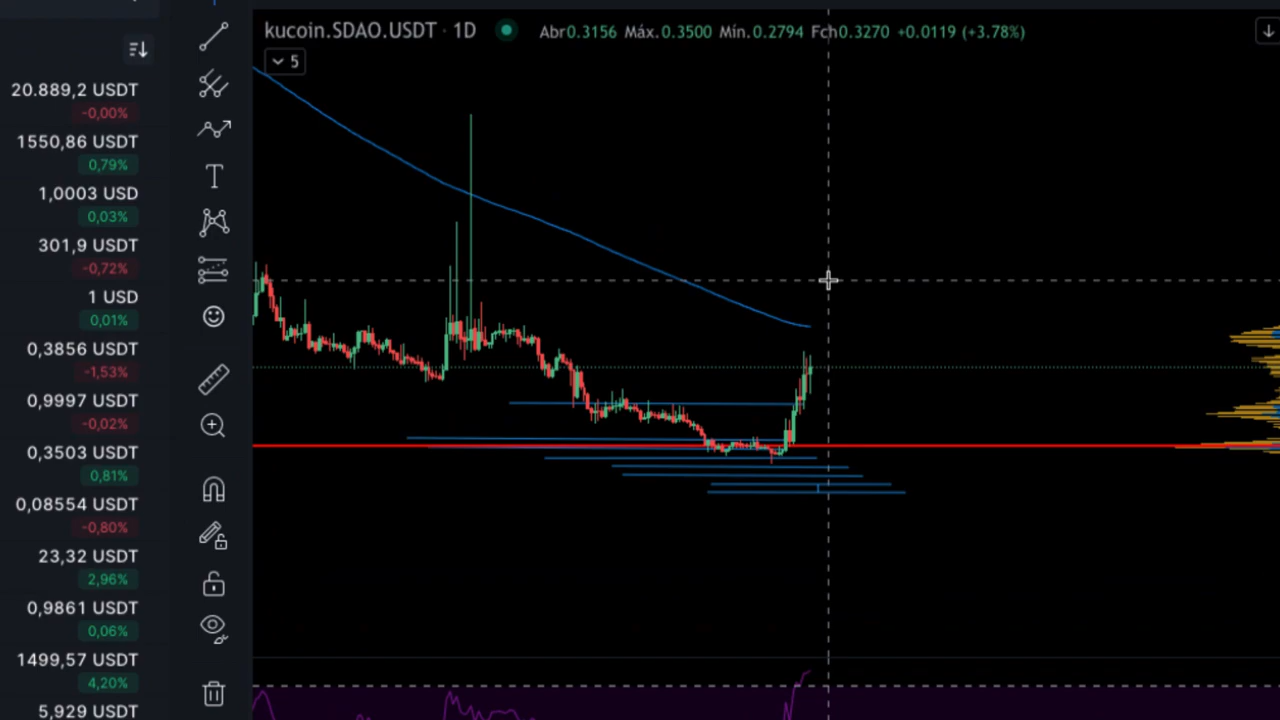 kucoin.SDAO.USDT · 1D Abr0.3156 Máx.0.3500 Mín.0.2794 Fch0.3270 +0.0119 (+3.78%)
5
20.889,2 USDT
-0,00%
1550,86 USDT
0,79%
1,0003 USD
0,03%
301,9 USDT
-0,72%
1 USD
0,01%
0,3856 USDT
-1,53%
0,9997 USDT
-0,02%
0,3503 USDT
0,81%
0,08554 USDT
-0,80%
23,32 USDT
2,96%
0,9861 USDT
0,06%
1499,57 USDT
4,20%
5,929 USDT